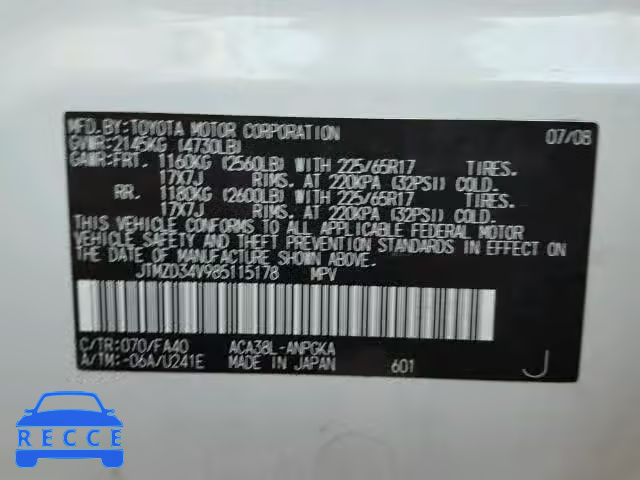 MFD.BY:TOYOTA MOTOR CORPORATION 07/08
GVWR:2145KG (4730LB)
GAWR:FRT. 1160KG (2560LB) WITH 225/65R17 TIRES.
17X7J RIMS. AT 220KPA (32PSI) COLD.
RR. 1180KG (2600LB) WITH 225/65R17 TIRES.
17X7J RIMS. AT 220KPA (32PSI) COLD.
THIS VEHICLE CONFORMS TO ALL APPLICABLE FEDERAL MOTOR
VEHICLE SAFETY AND THEFT PREVENTION STANDARDS IN EFFECT ON
THE DATE OF MANUFACTURE SHOWN ABOVE.
JTMZD34V985115178 MPV
C/TR:070/FA40 ACA38L-ANPGKA
A/TM:-06A/U241E MADE IN JAPAN 601 J
RECCE